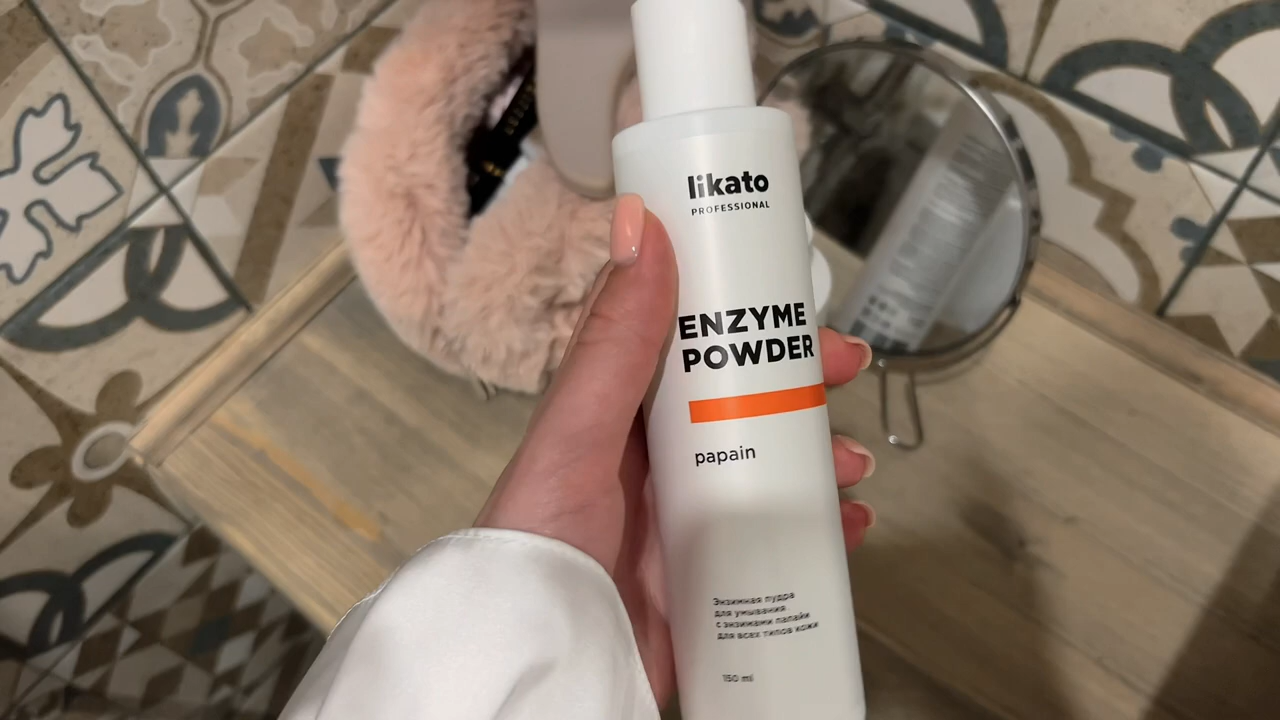 likato
PROFESSIONAL
ENZYME
POWDER
papain
Энзимная пудра
для умывания
с энзимами папайи
для всех типов кожи
150 ml